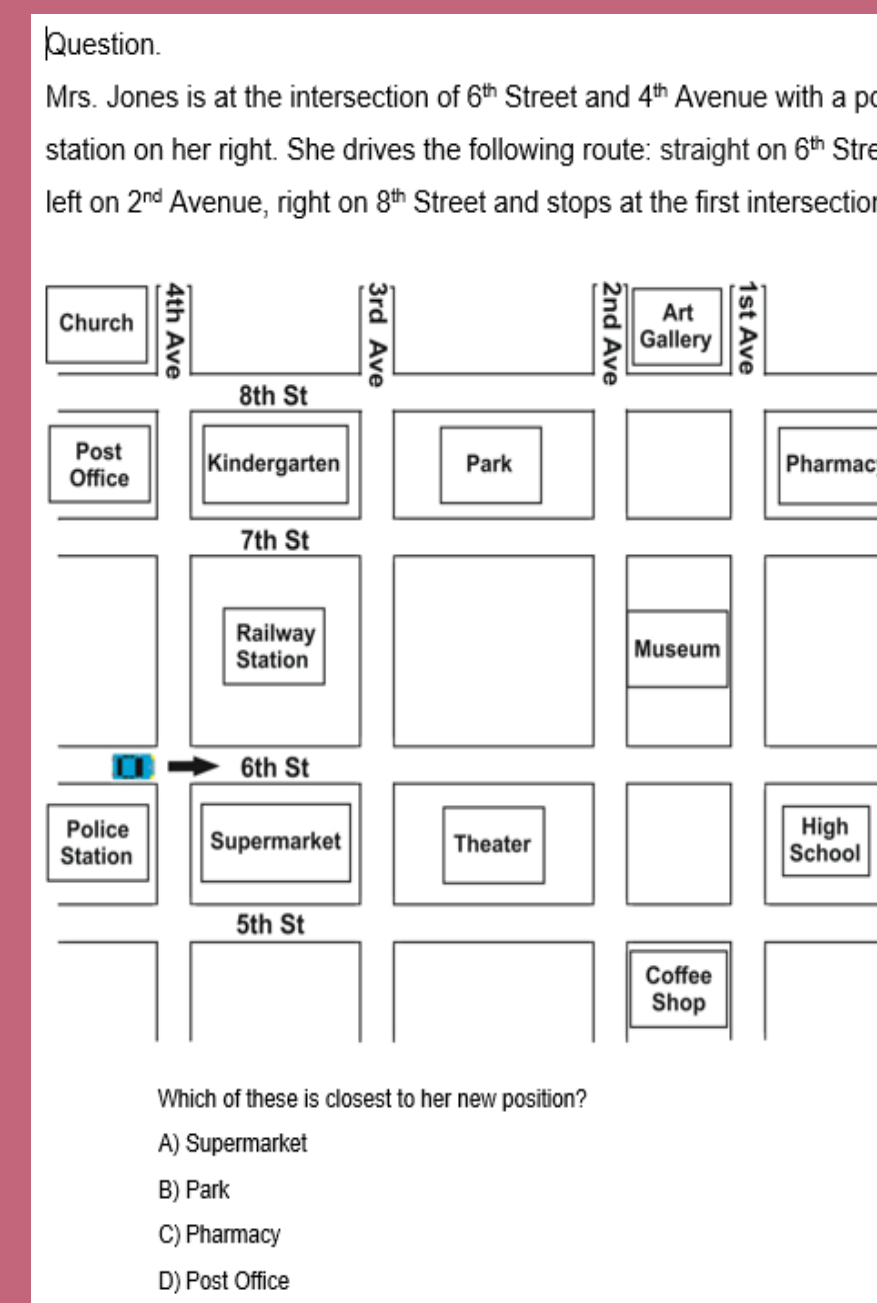 Question.
Mrs. Jones is at the intersection of 6th Street and 4th Avenue with a
station on her right. She drives the following route: straight on 6th
left on 2nd Avenue, right on 8th Street and stops at the first
Church
4th Ave
3rd Ave
2nd Ave
Art
Gallery
1st Ave
8th St
Post
Office
Kindergarten
Park
7th St
Railway
Station
Museum
6th St
Police
Station
Supermarket
Theater
High
School
5th St
Coffee
Shop
Which of these is closest to her new position?
A) Supermarket
B) Park
C) Pharmacy
D) Post Office